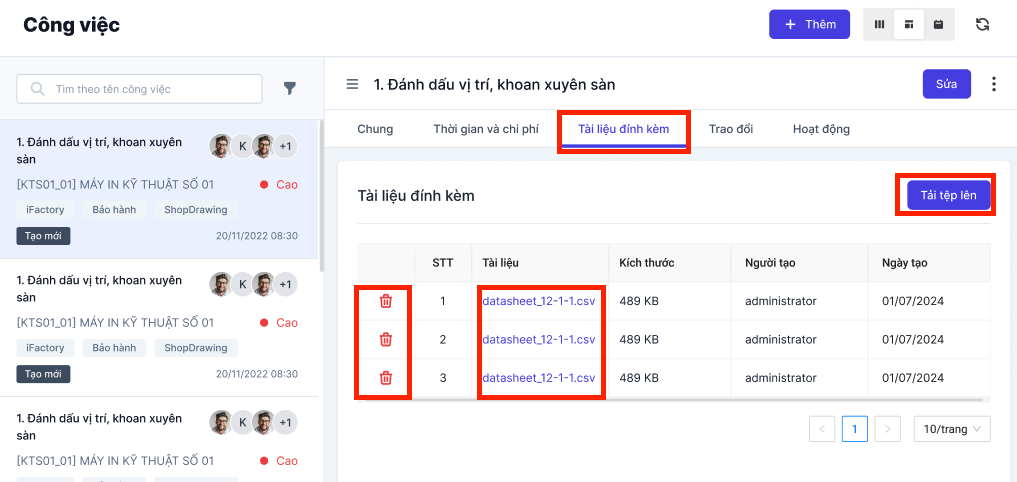 Công việc
Thêm
Tìm theo tên công việc
1. Đánh dấu vị trí, khoan xuyên
sàn
K
+1
[KTS01_01] MÁY IN KỸ THUẬT SỐ 01
Cao
iFactory
Bảo hành
ShopDrawing
Tạo mới
20/11/2022 08:30
1. Đánh dấu vị trí, khoan xuyên
sàn
K
+1
[KTS01_01] MÁY IN KỸ THUẬT SỐ 01
Cao
iFactory
Bảo hành
ShopDrawing
Tạo mới
20/11/2022 08:30
1. Đánh dấu vị trí, khoan xuyên
sàn
K
+1
[KTS01_01] MÁY IN KỸ THUẬT SỐ 01
Cao
1. Đánh dấu vị trí, khoan xuyên sàn
Sửa
Chung
Thời gian và chi phí
Tài liệu đính kèm
Trao đổi
Hoạt động
Tài liệu đính kèm
Tải tệp lên
STT Tài liệu Kích thước Người tạo Ngày tạo
1 datasheet_12-1-1.csv 489 KB administrator 01/07/2024
2 datasheet_12-1-1.csv 489 KB administrator 01/07/2024
3 datasheet_12-1-1.csv 489 KB administrator 01/07/2024
< 1 > 10/trang